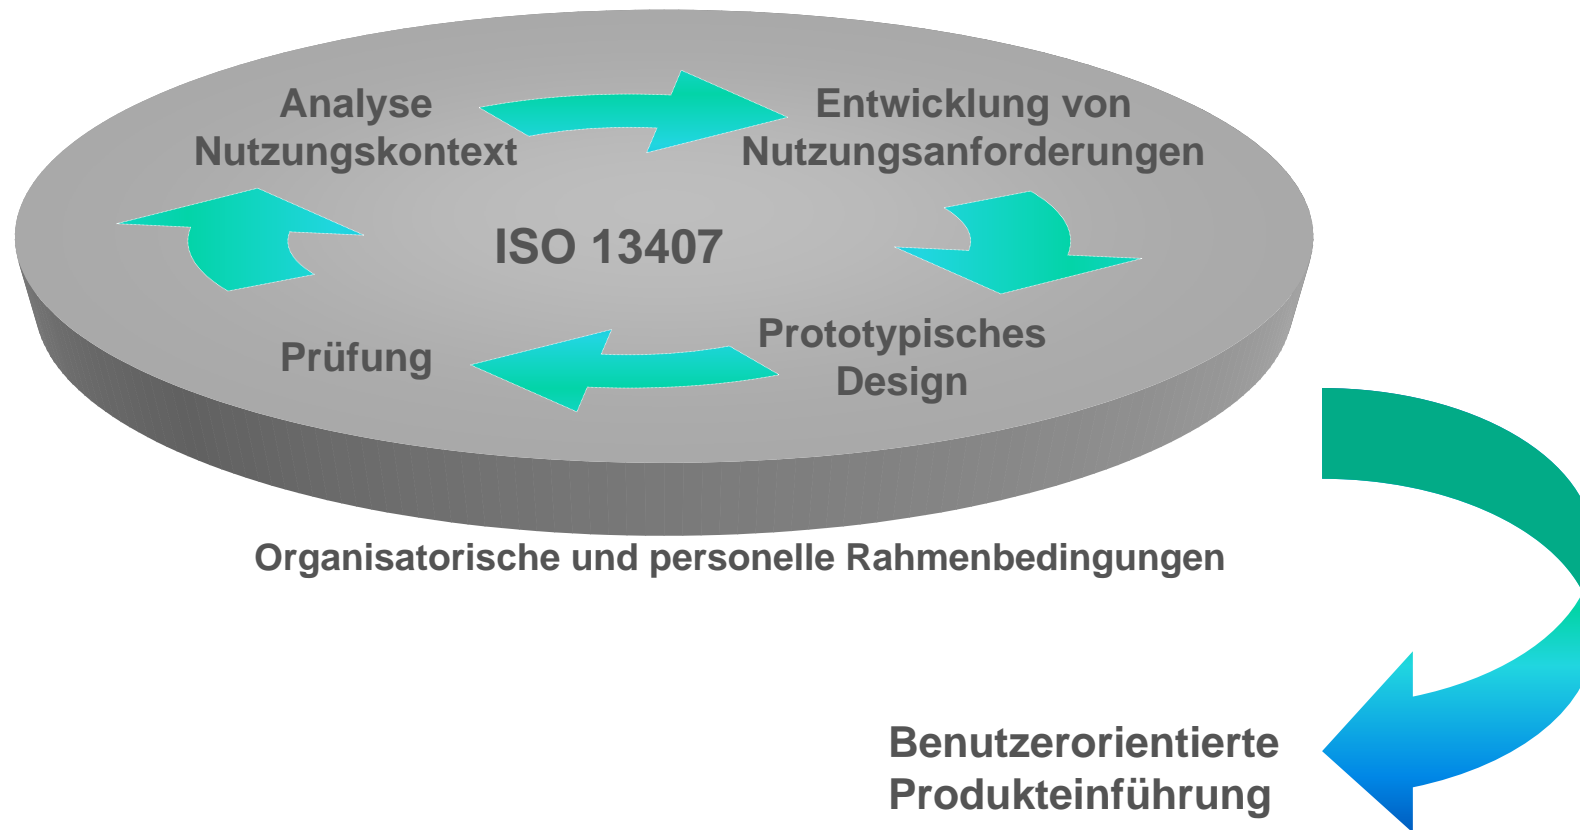 Analyse
Nutzungskontext
Entwicklung von
Nutzungsanforderungen
ISO 13407
Prüfung
Prototypisches
Design
Organisatorische und personelle Rahmenbedingungen
Benutzerorientierte
Produkteinführung